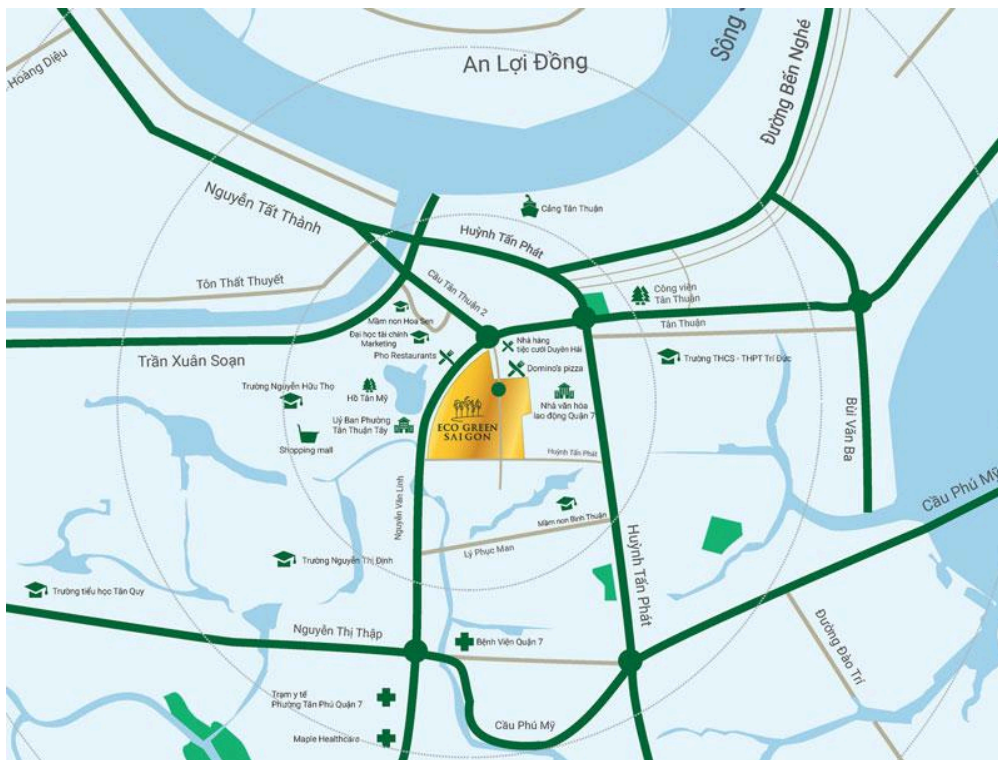 An Lợi Đông
Sông
Hoàng Diệu
Đường Bến Nghé
Nguyễn Tất Thành
Cảng Tân Thuận
Huỳnh Tấn Phát
Tôn Thất Thuyết
Cầu Tân Thuận 2
Công viên
Tân Thuận
Mầm non Hoa Sen
Đại học tài chính
Marketing
Tân Thuận
Nhà hàng
tiệc cưới Duyên Hải
Trần Xuân Soạn
Pho Restaurants
Trường THCS - THPT Trí Đức
Domino's pizza
Trường Nguyễn Hữu Thọ
Hồ Tân Mỹ
Nhà văn hóa
lao động Quận 7
ECO GREEN
SAIGON
Uỷ Ban Phường
Tân Thuận Tây
Bùi Văn Ba
Shopping mall
Huỳnh Tấn Phát
Nguyễn Văn Linh
Cầu Phú Mỹ
Mầm non Bình Thuận
Lý Phục Man
Huỳnh Tấn Phát
Trường Nguyễn Thị Định
Trường tiểu học Tân Quy
Nguyễn Thị Thập
Bệnh Viện Quận 7
Đường Đào Trí
Trạm y tế
Phường Tân Phú Quận 7
Cầu Phú Mỹ
Maple Healthcare